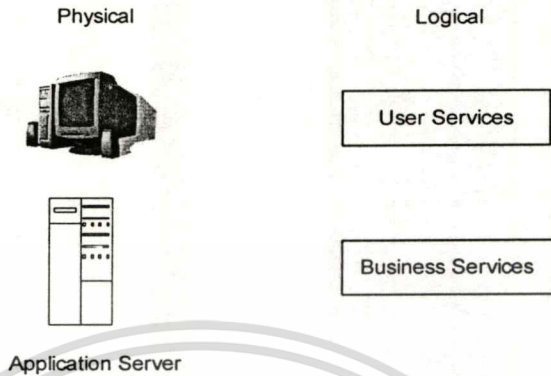 Physical
Logical
User Services
Business Services
Application Server